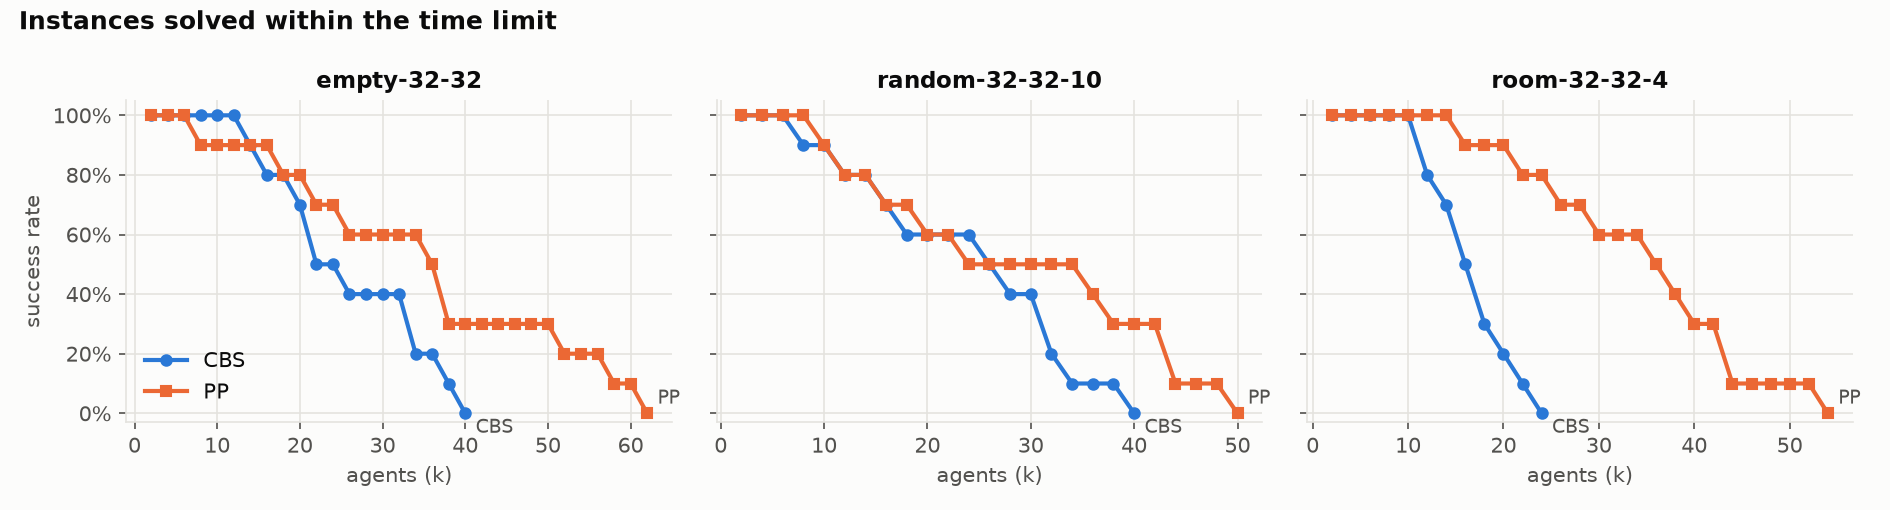 Instances solved within the time limit
empty-32-32
random-32-32-10
room-32-32-4
success rate
100%
80%
60%
40%
20%
0%
CBS
PP
CBS
PP
CBS
PP
CBS
PP
0 10 20 30 40 50 60
0 10 20 30 40 50
0 10 20 30 40 50
agents (k)
agents (k)
agents (k)